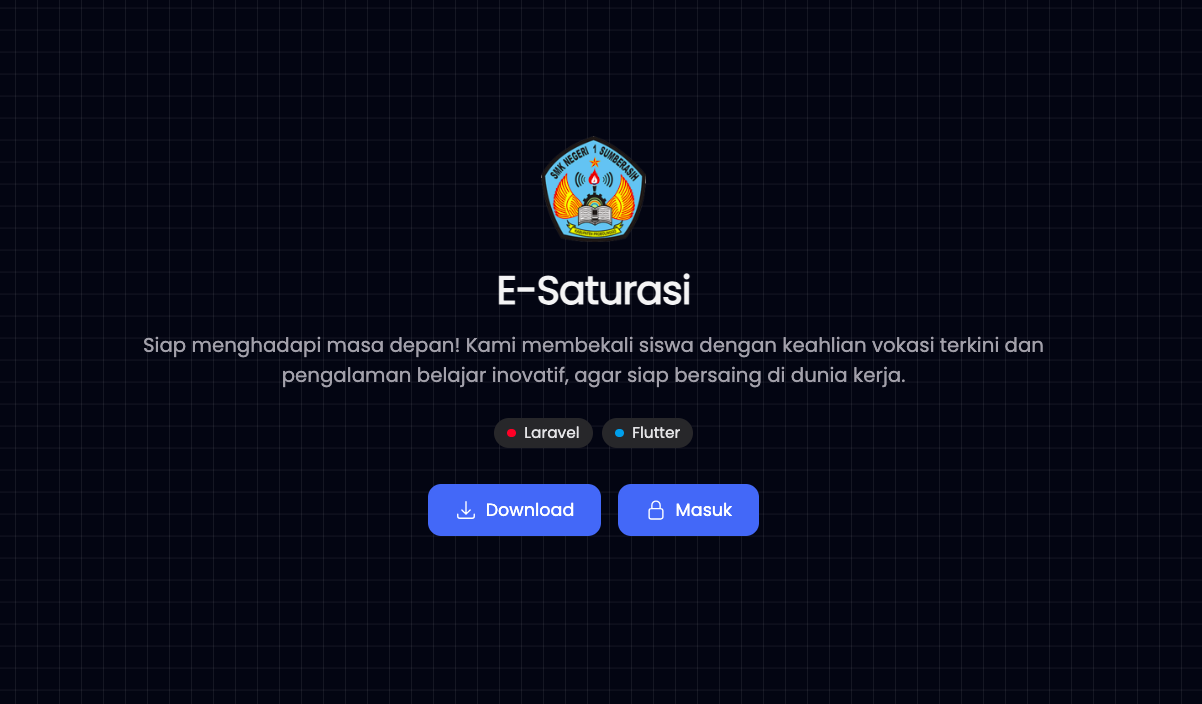 SMK NEGERI 1 SUMBERASIH
E-Saturasi
Siap menghadapi masa depan! Kami membekali siswa dengan keahlian vokasi terkini dan
pengalaman belajar inovatif, agar siap bersaing di dunia kerja.
Laravel Flutter
Download Masuk